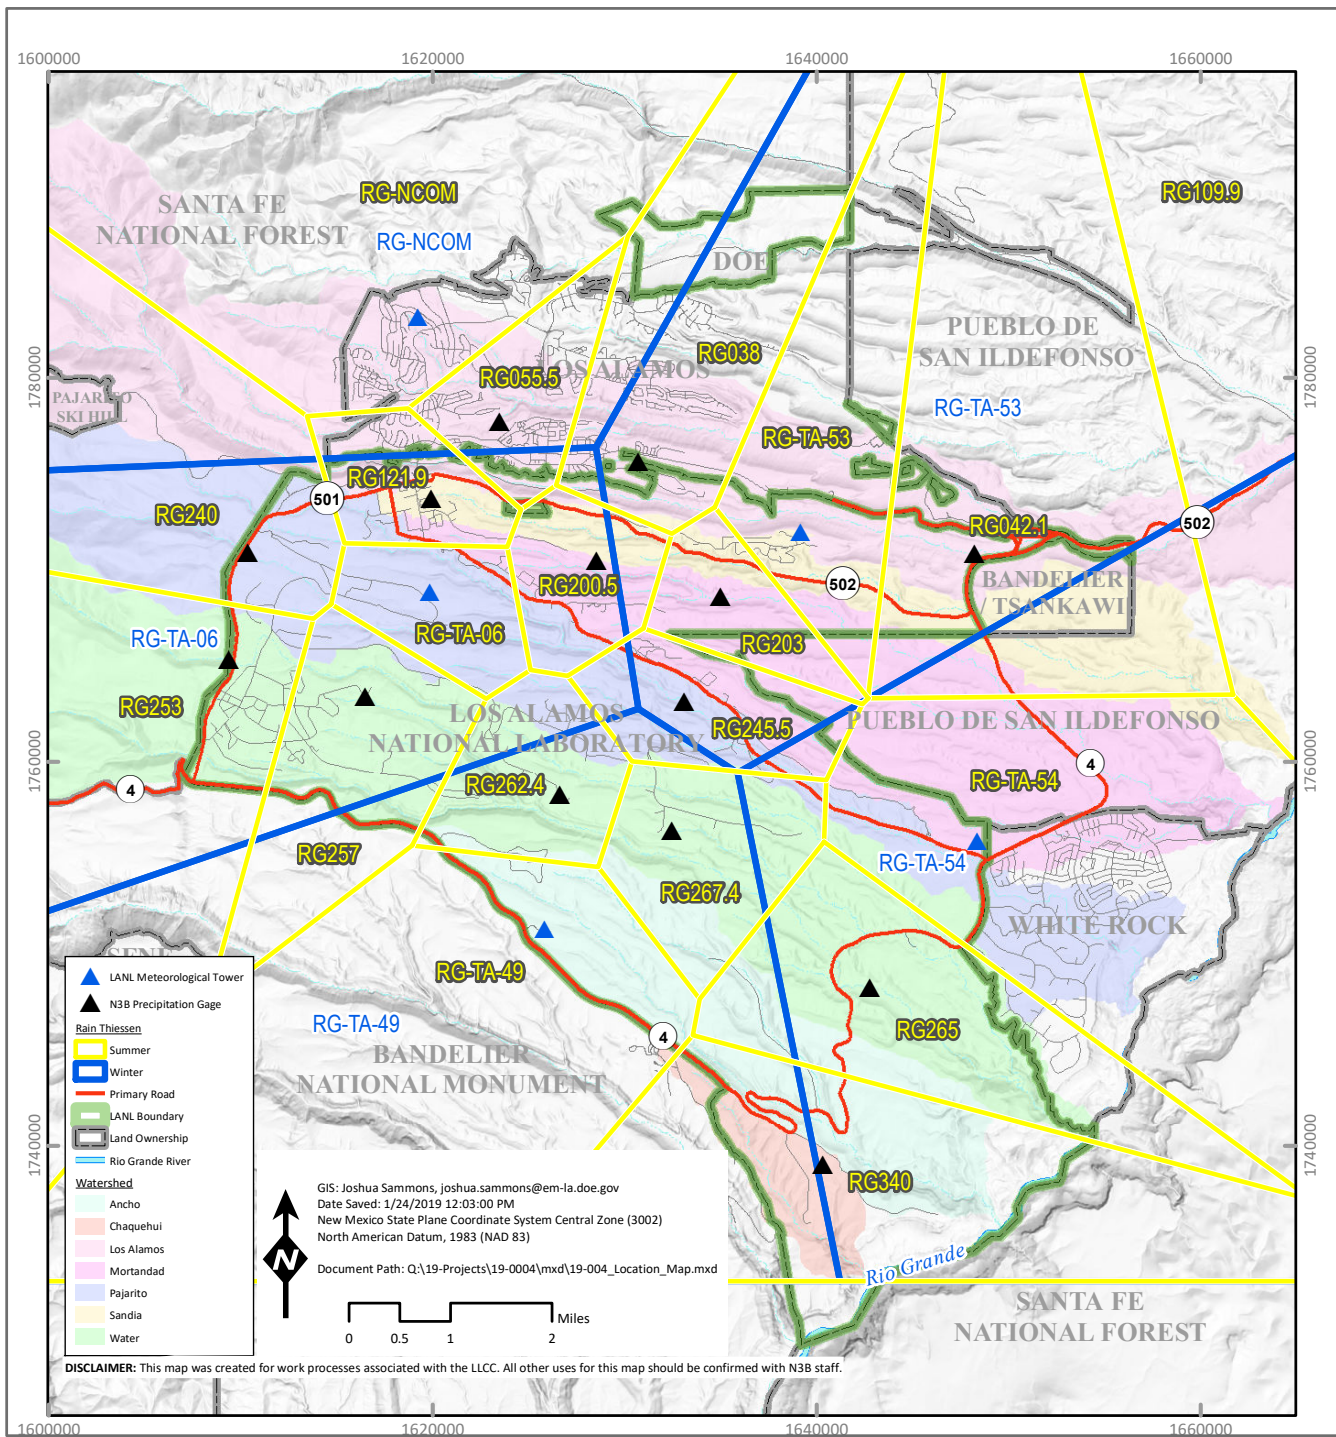 1600000
1620000
1640000
1660000
RG-NCOM
RG109.9
SANTA FE
NATIONAL FOREST
RG-NCOM
DOE
PUEBLO DE
SAN ILDEFONSO
RG038
1780000
1780000
RG055.5
LOS ALAMOS
PAJARITO
SKI HILL
RG-TA-53
RG-TA-53
RG121.9
501
RG240
502
RG042.1
502
BANDELIER
/ TSANKAWI
RG200.5
RG-TA-06
RG-TA-06
RG203
RG253
LOS ALAMOS
NATIONAL LABORATORY
RG245.5
PUEBLO DE SAN ILDEFONSO
1760000
1760000
4
4
RG262.4
RG-TA-54
RG257
RG-TA-54
RG267.4
WHITE ROCK
RG-TA-49
RG-TA-49
RG265
4
BANDELIER
NATIONAL MONUMENT
1740000
1740000
RG340
Rio Grande
SANTA FE
NATIONAL FOREST
LANL Meteorological Tower
N3B Precipitation Gage
Rain Thiessen
Summer
Winter
Primary Road
LANL Boundary
Land Ownership
Rio Grande River
Watershed
Ancho
Chaquehui
Los Alamos
Mortandad
Pajarito
Sandia
Water
N
GIS: Joshua Sammons, joshua.sammons@em-la.doe.gov
Date Saved: 1/24/2019 12:03:00 PM
New Mexico State Plane Coordinate System Central Zone (3002)
North American Datum, 1983 (NAD 83)
Document Path: Q:\19-Projects\19-0004\mxd\19-004_Location_Map.mxd
Miles
0 0.5 1 2
DISCLAIMER: This map was created for work processes associated with the LLCC. All other uses for this map should be confirmed with N3B staff.
1600000
1620000
1640000
1660000